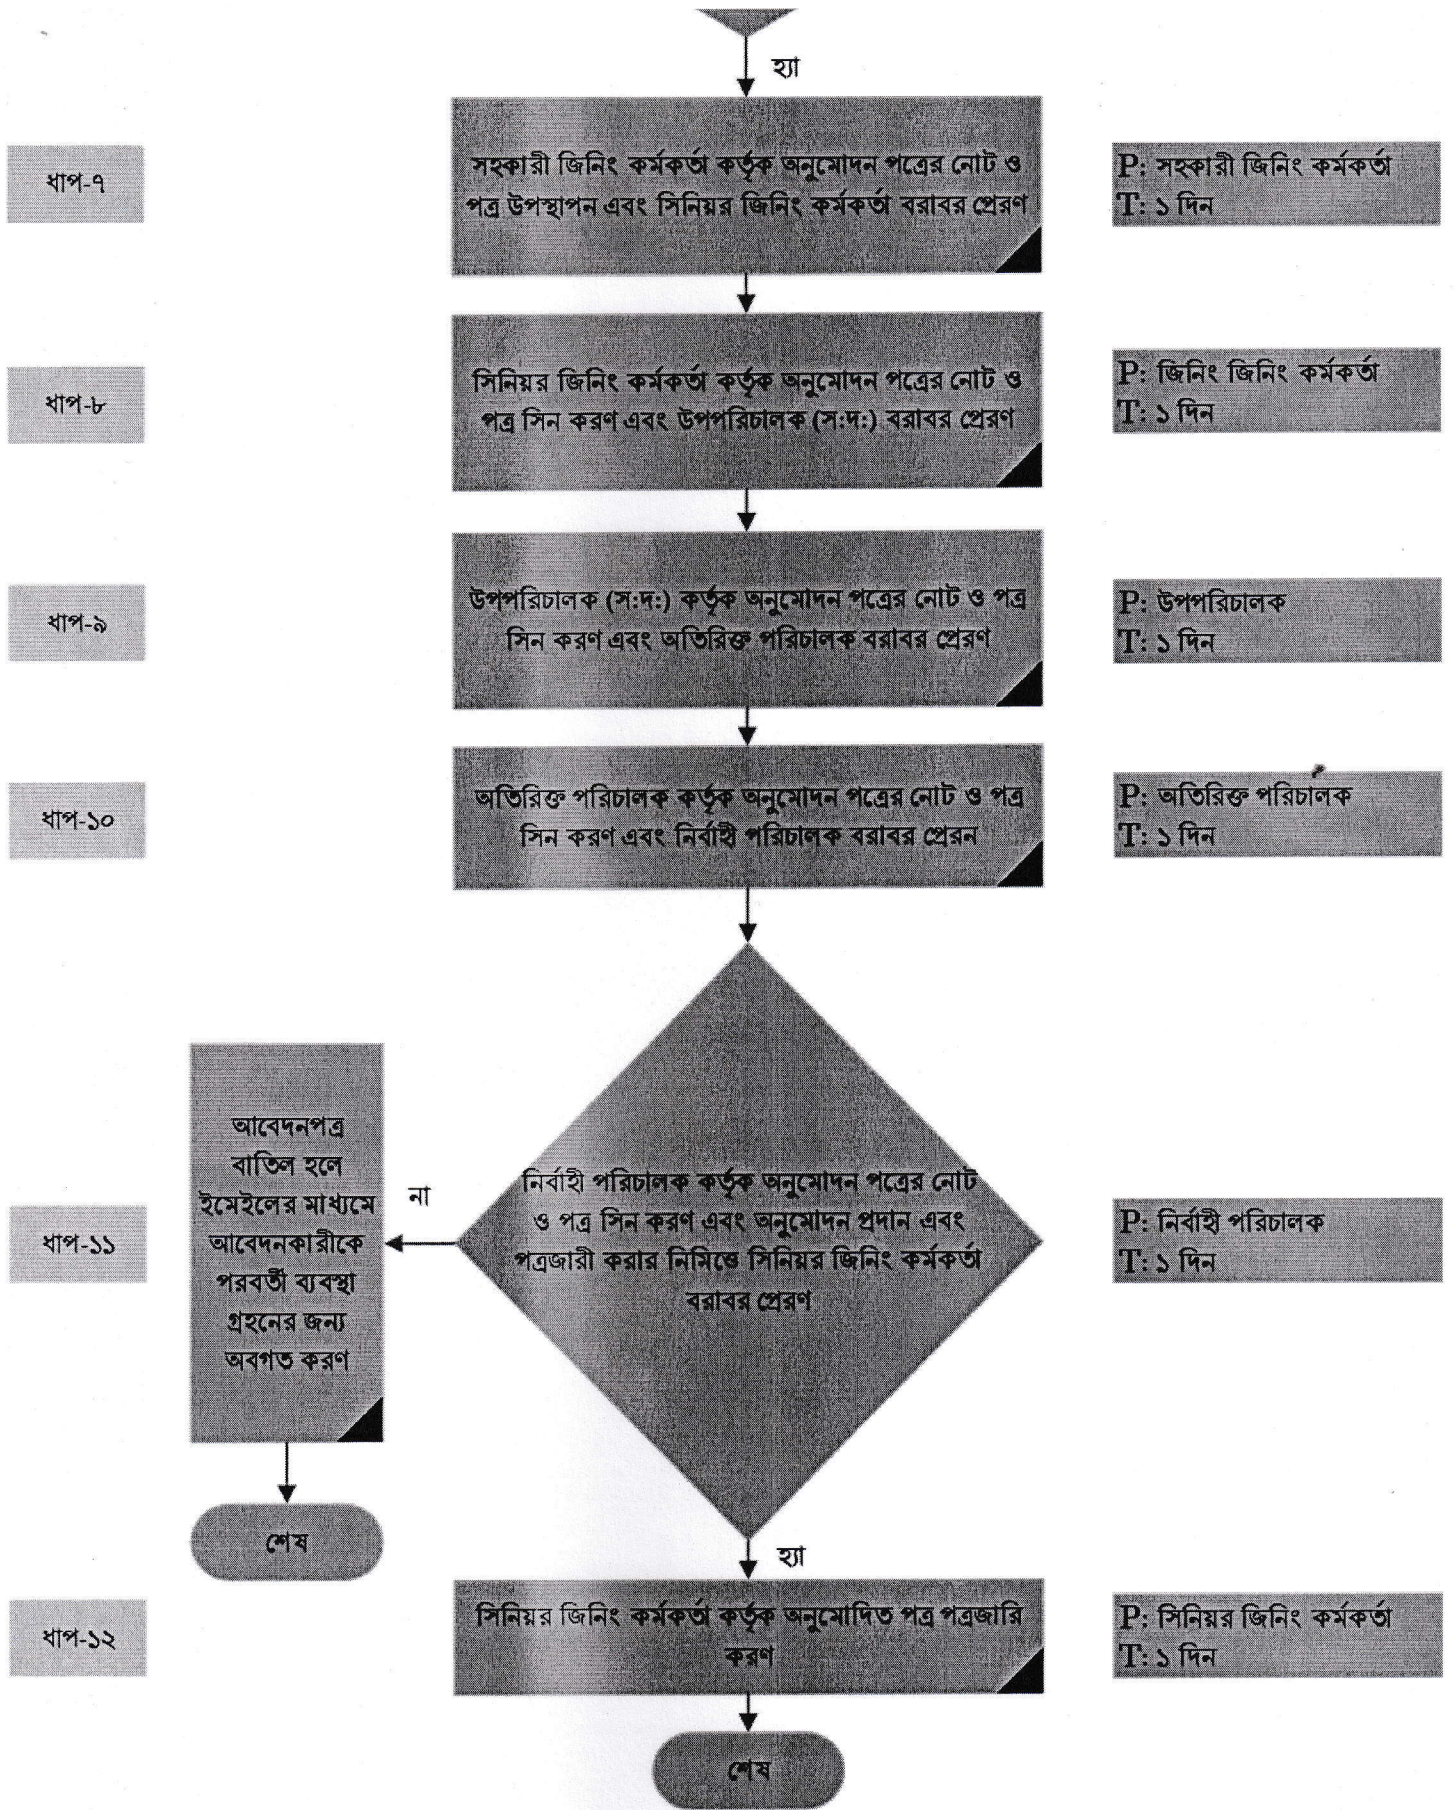 হ্যা
ধাপ-৭
সহকারী জিনিং কর্মকর্তা কর্তৃক অনুমোদন পত্রের নোট ও
পত্র উপস্থাপন এবং সিনিয়র জিনিং কর্মকর্তা বরাবর প্রেরণ
P: সহকারী জিনিং কর্মকর্তা
T: ১ দিন
ধাপ-৮
সিনিয়র জিনিং কর্মকর্তা কর্তৃক অনুমোদন পত্রের নোট ও
পত্র সিন করণ এবং উপপরিচালক (স:দ:) বরাবর প্রেরণ
P: জিনিং জিনিং কর্মকর্তা
T: ১ দিন
ধাপ-৯
উপপরিচালক (স:দ:) কর্তৃক অনুমোদন পত্রের নোট ও পত্র
সিন করণ এবং অতিরিক্ত পরিচালক বরাবর প্রেরণ
P: উপপরিচালক
T: ১ দিন
ধাপ-১০
অতিরিক্ত পরিচালক কর্তৃক অনুমোদন পত্রের নোট ও পত্র
সিন করণ এবং নির্বাহী পরিচালক বরাবর প্রেরন
P: অতিরিক্ত পরিচালক
T: ১ দিন
ধাপ-১১
আবেদনপত্র
বাতিল হলে
ইমেইলের মাধ্যমে
আবেদনকারীকে
পরবর্তী ব্যবস্থা
গ্রহনের জন্য
অবগত করণ
না
নির্বাহী পরিচালক কর্তৃক অনুমোদন পত্রের নোট
ও পত্র সিন করণ এবং অনুমোদন প্রদান এবং
পত্রজারী করার নিমিত্তে সিনিয়র জিনিং কর্মকর্তা
বরাবর প্রেরণ
P: নির্বাহী পরিচালক
T: ১ দিন
শেষ
হ্যা
ধাপ-১২
সিনিয়র জিনিং কর্মকর্তা কর্তৃক অনুমোদিত পত্র পত্রজারি
করণ
P: সিনিয়র জিনিং কর্মকর্তা
T: ১ দিন
শেষ